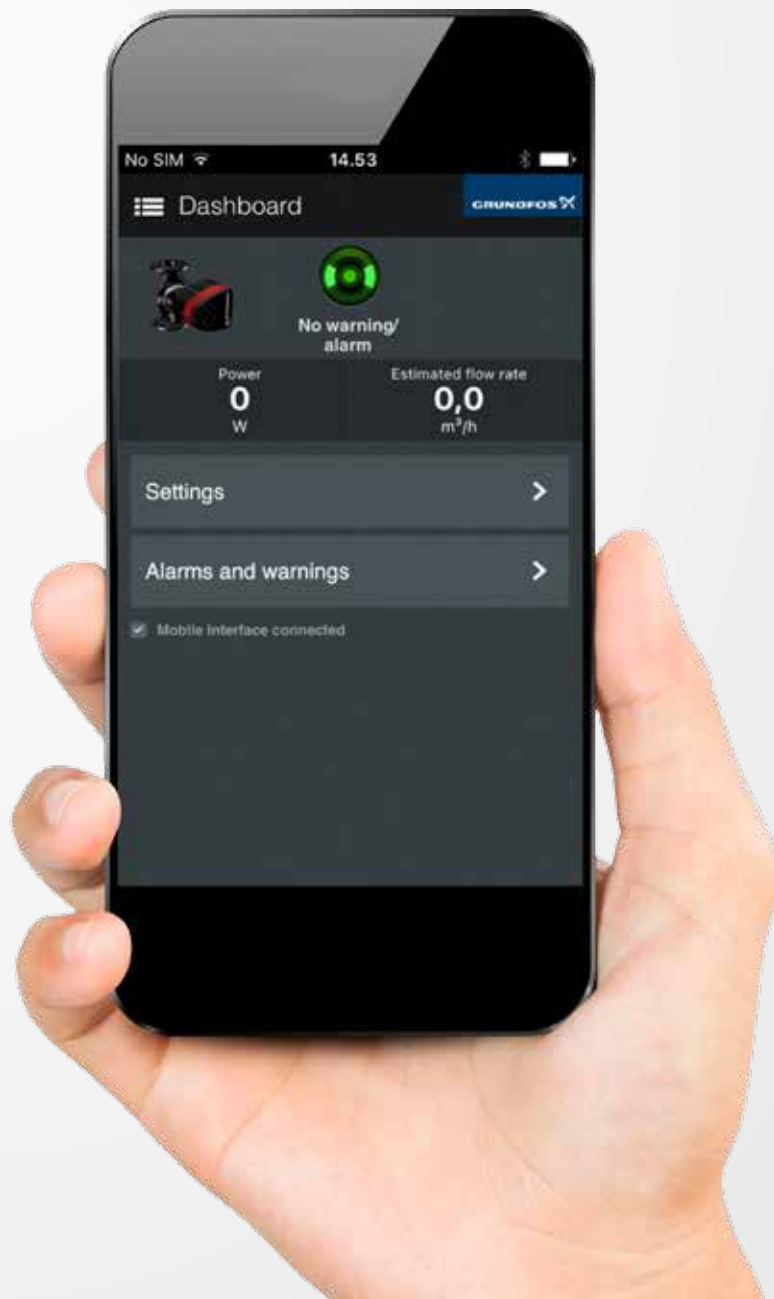 No SIM 14.53
Dashboard GRUNDFOS
No warning/
alarm
Power Estimated flow rate
0 0,0
W m³/h
Settings
Alarms and warnings
Mobile interface connected